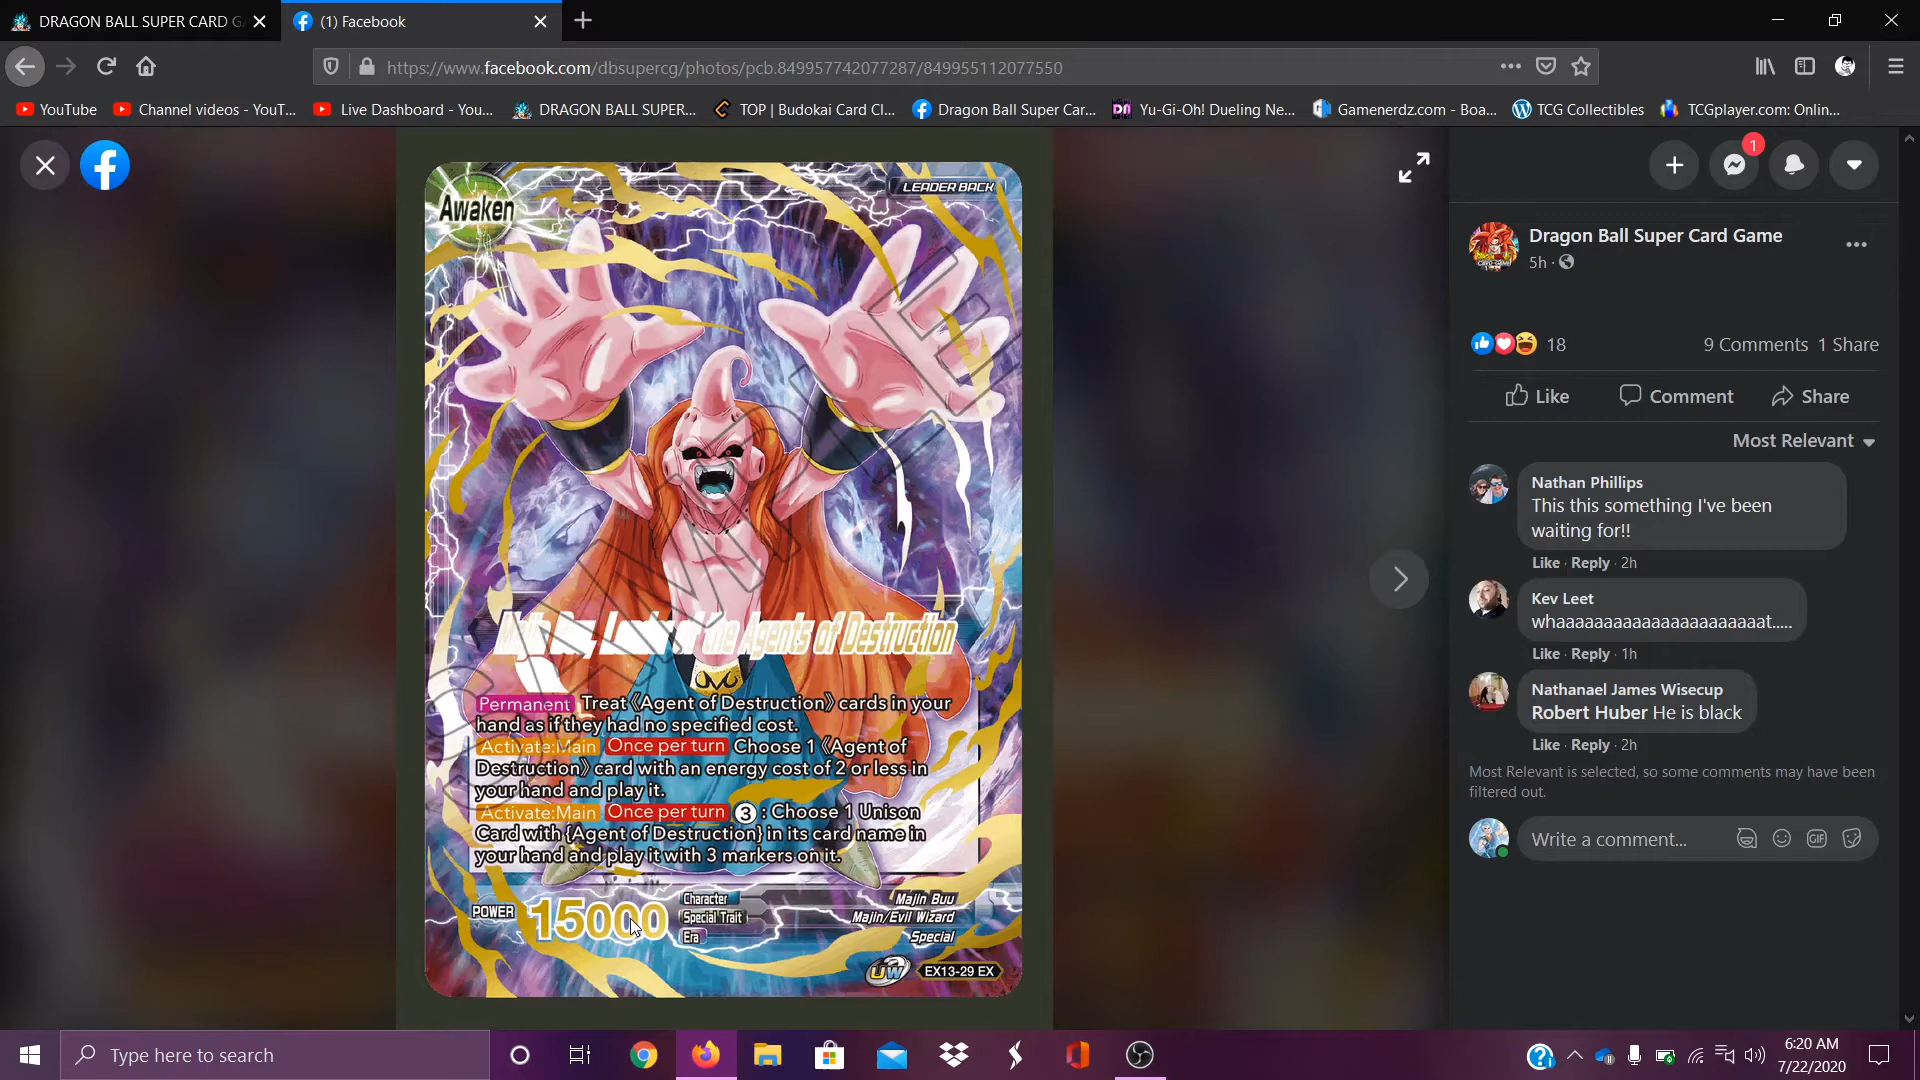 DRAGON BALL SUPER CARD G
(1) Facebook
https://www.facebook.com/dbsupercg/photos/pcb.849957742077287/849955112077550
YouTube
Channel videos - YouT...
Live Dashboard - You...
DRAGON BALL SUPER...
TOP | Budokai Card Cl...
Dragon Ball Super Car...
Yu-Gi-Oh! Dueling Ne...
Gamenerdz.com - Boa...
TCG Collectibles
TCGplayer.com: Onlin...
LEADER BACK
Awaken
SAMPLE
Majin Buu, Leader of the Agents of Destruction
Permanent Treat《Agent of Destruction》cards in your
hand as if they had no specified cost.
Activate:Main Once per turn Choose 1《Agent of
Destruction》card with an energy cost of 2 or less in
your hand and play it.
Activate:Main Once per turn 3 : Choose 1 Unison
Card with {Agent of Destruction} in its card name in
your hand and play it with 3 markers on it.
POWER 15000
Character Majin Buu
Special Trait Majin/Evil Wizard
Era Special
UW EX13-29 EX
1
Dragon Ball Super Card Game
5h ·
18 9 Comments 1 Share
Like Comment Share
Most Relevant
Nathan Phillips
This this something I've been
waiting for!!
Like · Reply · 2h
Kev Leet
whaaaaaaaaaaaaaaaaaaaaaat.....
Like · Reply · 1h
Nathanael James Wisecup
Robert Huber He is black
Like · Reply · 2h
Most Relevant is selected, so some comments may have been
filtered out.
Write a comment...
GIF
Type here to search
6:20 AM
7/22/2020